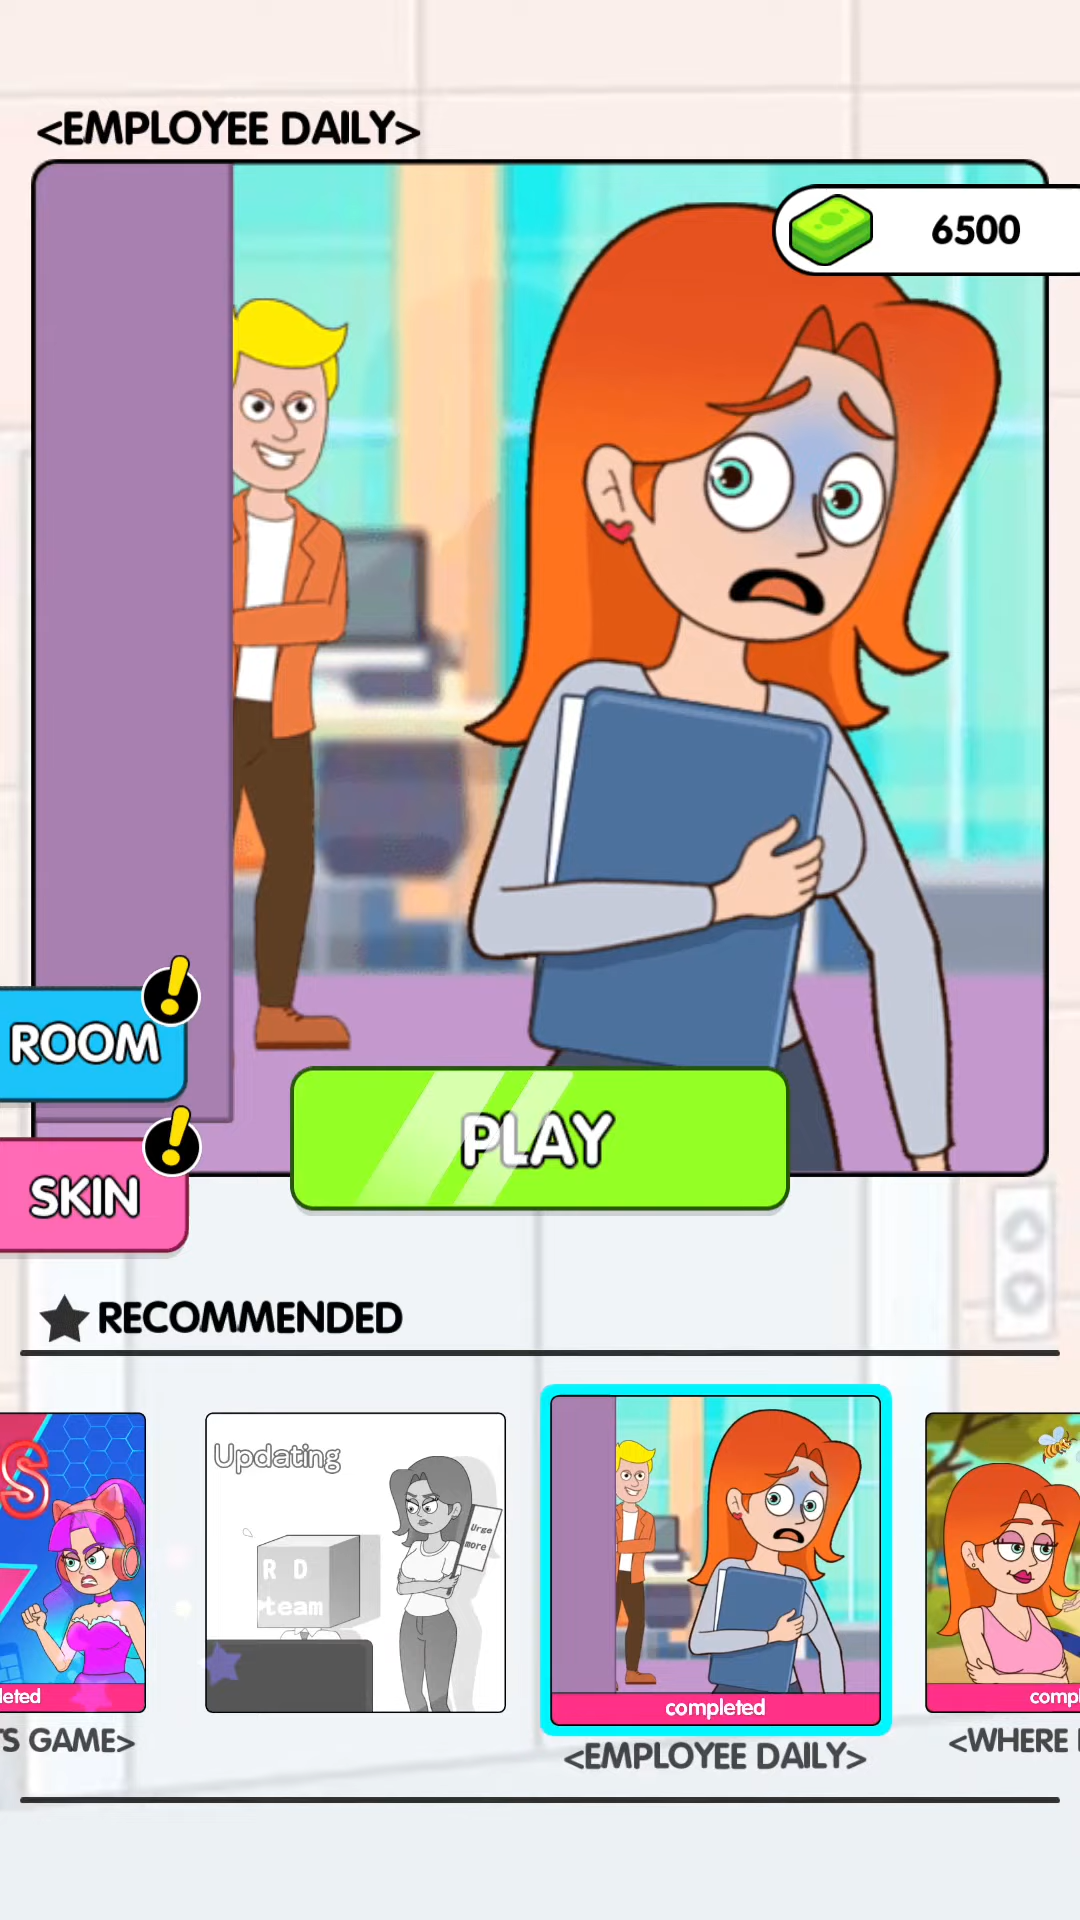 <EMPLOYEE DAILY>
6500
ROOM
PLAY
SKIN
RECOMMENDED
S
Updating
Urge
more
R D
team
leted
completed
comp
'S GAME>
<EMPLOYEE DAILY>
<WHERE